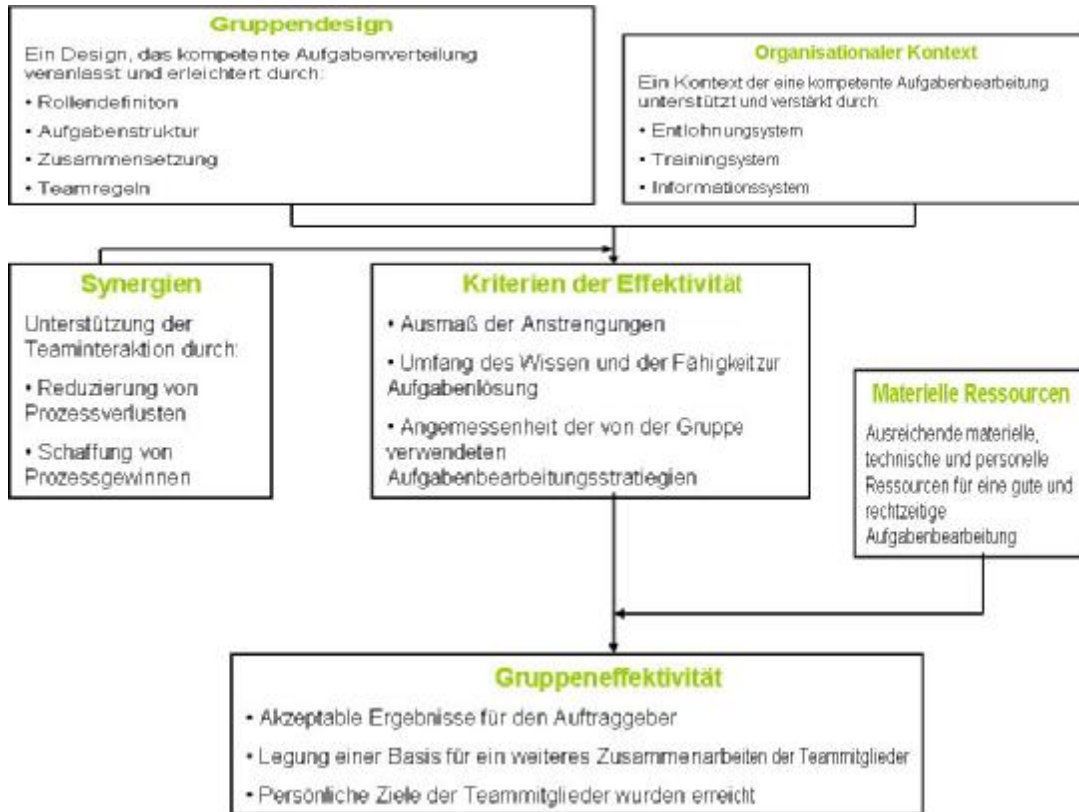 Gruppendesign
Ein Design, das kompetente Aufgabenverteilung
veranlasst und erleichtert durch:
• Rollendefiniton
• Aufgabenstruktur
• Zusammensetzung
• Teamregeln
Organisationaler Kontext
Ein Kontext der eine kompetente Aufgabenbearbeitung
unterstützt und verstärkt durch:
• Entlohnungsystem
• Trainingsystem
• Informationssystem
Synergien
Unterstützung der
Teaminteraktion durch:
• Reduzierung von
Prozessverlusten
• Schaffung von
Prozessgewinnen
Kriterien der Effektivität
• Ausmaß der Anstrengungen
• Umfang des Wissen und der Fähigkeit zur
Aufgabenlösung
• Angemessenheit der von der Gruppe
verwendeten
Aufgabenbearbeitungsstratiegien
Materielle Ressourcen
Ausreichende materielle,
technische und personelle
Ressourcen für eine gute und
rechtzeitige
Aufgabenbearbeitung
Gruppeneffektivität
• Akzeptable Ergebnisse für den Auftraggeber
• Legung einer Basis für ein weiteres Zusammenarbeiten der Teammitglieder
• Persönliche Ziele der Teammitglieder wurden erreicht